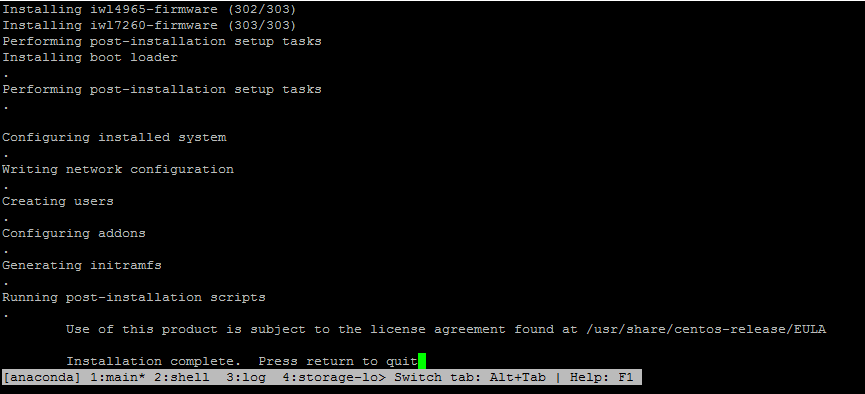 Installing iwl4965-firmware (302/303)
Installing iwl7260-firmware (303/303)
Performing post-installation setup tasks
Installing boot loader
.
Performing post-installation setup tasks
.
Configuring installed system
.
Writing network configuration
.
Creating users
.
Configuring addons
.
Generating initramfs
.
Running post-installation scripts
.
Use of this product is subject to the license agreement found at /usr/share/centos-release/EULA
Installation complete.  Press return to quit
[anaconda] 1:main* 2:shell  3:log  4:storage-lo> Switch tab: Alt+Tab | Help: F1